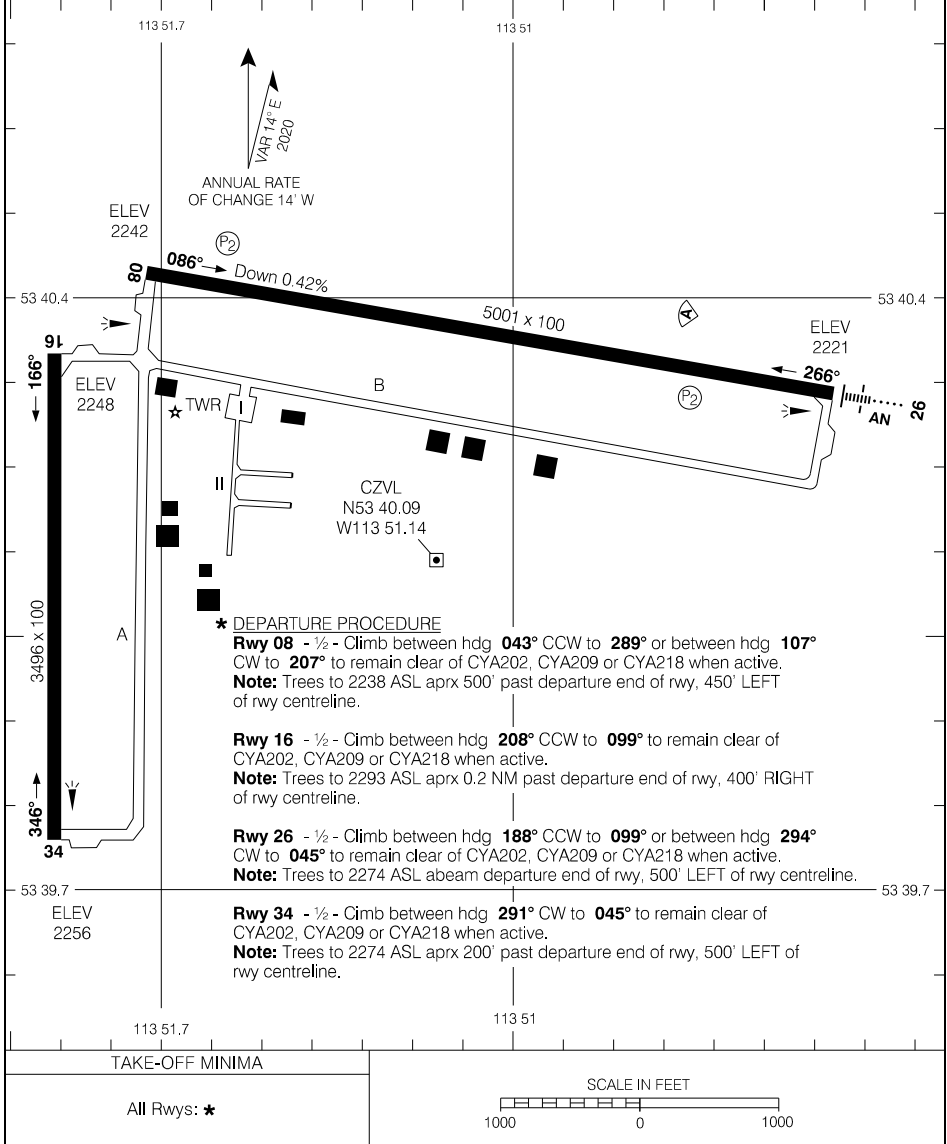 113 51.7
113 51
VAR 14° E
2020
ANNUAL RATE
OF CHANGE 14' W
ELEV
2242
P2
08
086°
Down 0.42%
53 40.4
53 40.4
5001 x 100
A
ELEV
2221
16
166°
ELEV
2248
TWR
I
B
P2
266°
AN
26
II
CZVL
N53 40.09
W113 51.14
3496 x 100
A
* DEPARTURE PROCEDURE
Rwy 08 - ½ - Climb between hdg 043° CCW to 289° or between hdg 107°
CW to 207° to remain clear of CYA202, CYA209 or CYA218 when active.
Note: Trees to 2238 ASL aprx 500' past departure end of rwy, 450' LEFT
of rwy centreline.
Rwy 16 - ½ - Cimb between hdg 208° CCW to 099° to remain clear of
CYA202, CYA209 or CYA218 when active.
Note: Trees to 2293 ASL aprx 0.2 NM past departure end of rwy, 400' RIGHT
of rwy centreline.
Rwy 26 - ½ - Climb between hdg 188° CCW to 099° or between hdg 294°
CW to 045° to remain clear of CYA202, CYA209 or CYA218 when active.
Note: Trees to 2274 ASL abeam departure end of rwy, 500' LEFT of rwy centreline.
346°
34
53 39.7
53 39.7
ELEV
2256
Rwy 34 - ½ - Cimb between hdg 291° CW to 045° to remain clear of
CYA202, CYA209 or CYA218 when active.
Note: Trees to 2274 ASL aprx 200' past departure end of rwy, 500' LEFT of
rwy centreline.
113 51.7
113 51
TAKE-OFF MINIMA
All Rwys: *
SCALE IN FEET
1000 0 1000